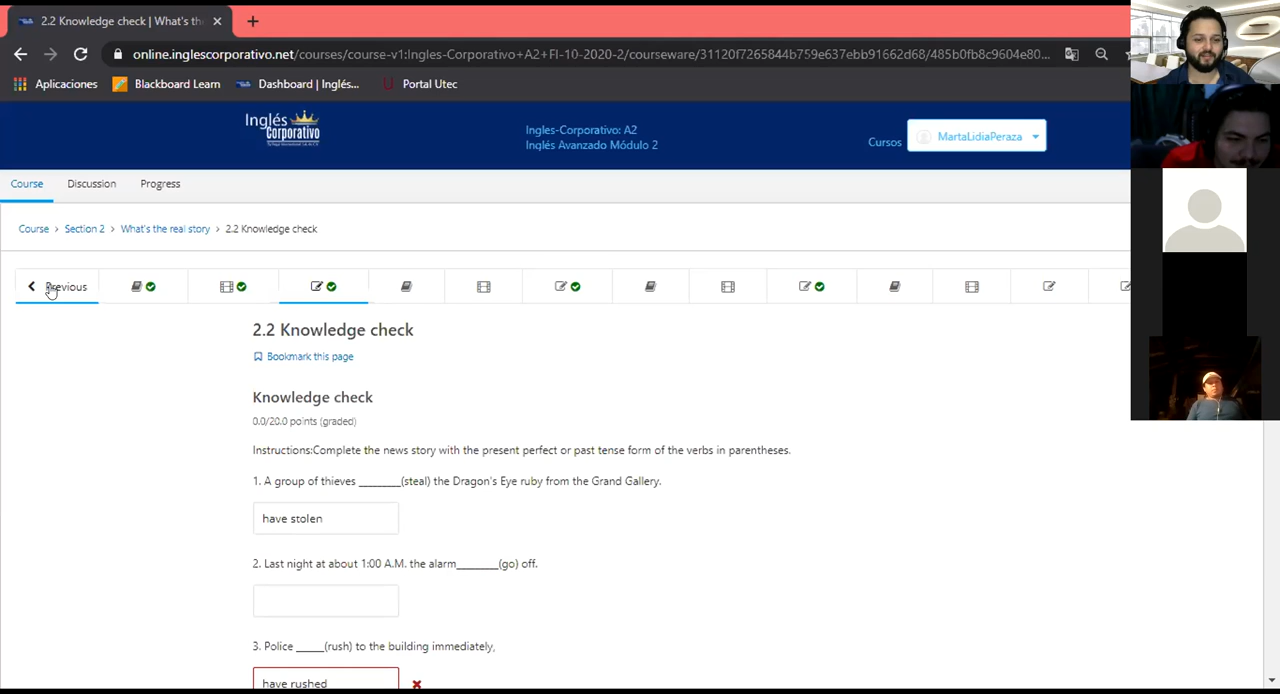 2.2 Knowledge check | What's th
online.inglescorporativo.net/courses/course-v1:Ingles-Corporativo+A2+FI-10-2020-2/courseware/31120f7265844b759e637ebb91662d68/485b0fb8c9604e80...
Aplicaciones
Blackboard Learn
Dashboard | Inglés...
Portal Utec
Inglés
Corporativo
Ingles-Corporativo: A2
Inglés Avanzado Módulo 2
Cursos
MartaLidiaPeraza
Course
Discussion
Progress
Course > Section 2 > What's the real story > 2.2 Knowledge check
Previous
2.2 Knowledge check
Bookmark this page
Knowledge check
0.0/20.0 points (graded)
Instructions:Complete the news story with the present perfect or past tense form of the verbs in parentheses.
1. A group of thieves ________(steal) the Dragon's Eye ruby from the Grand Gallery.
have stolen
2. Last night at about 1:00 A.M. the alarm________(go) off.
3. Police _____(rush) to the building immediately,
have rushed